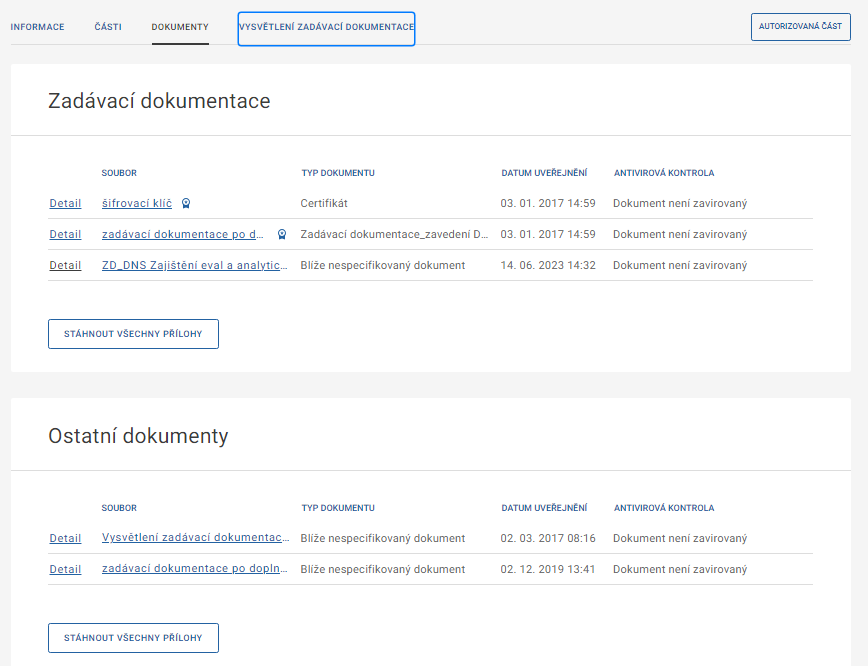 INFORMACE ČÁSTI DOKUMENTY VYSVĚTLENÍ ZADÁVACÍ DOKUMENTACE AUTORIZOVANÁ ČÁST
Zadávací dokumentace
SOUBOR TYP DOKUMENTU DATUM UVEŘEJNĚNÍ ANTIVIROVÁ KONTROLA
Detail šifrovací klíč Certifikát 03. 01. 2017 14:59 Dokument není zavirovaný
Detail zadávací dokumentace po d... Zadávací dokumentace_zavedení D... 03. 01. 2017 14:59 Dokument není zavirovaný
Detail ZD_DNS Zajištění eval a analytic... Blíže nespecifikovaný dokument 14. 06. 2023 14:32 Dokument není zavirovaný
STÁHNOUT VŠECHNY PŘÍLOHY
Ostatní dokumenty
SOUBOR TYP DOKUMENTU DATUM UVEŘEJNĚNÍ ANTIVIROVÁ KONTROLA
Detail Vysvětlení zadávací dokumentac... Blíže nespecifikovaný dokument 02. 03. 2017 08:16 Dokument není zavirovaný
Detail zadávací dokumentace po dopln... Blíže nespecifikovaný dokument 02. 12. 2019 13:41 Dokument není zavirovaný
STÁHNOUT VŠECHNY PŘÍLOHY